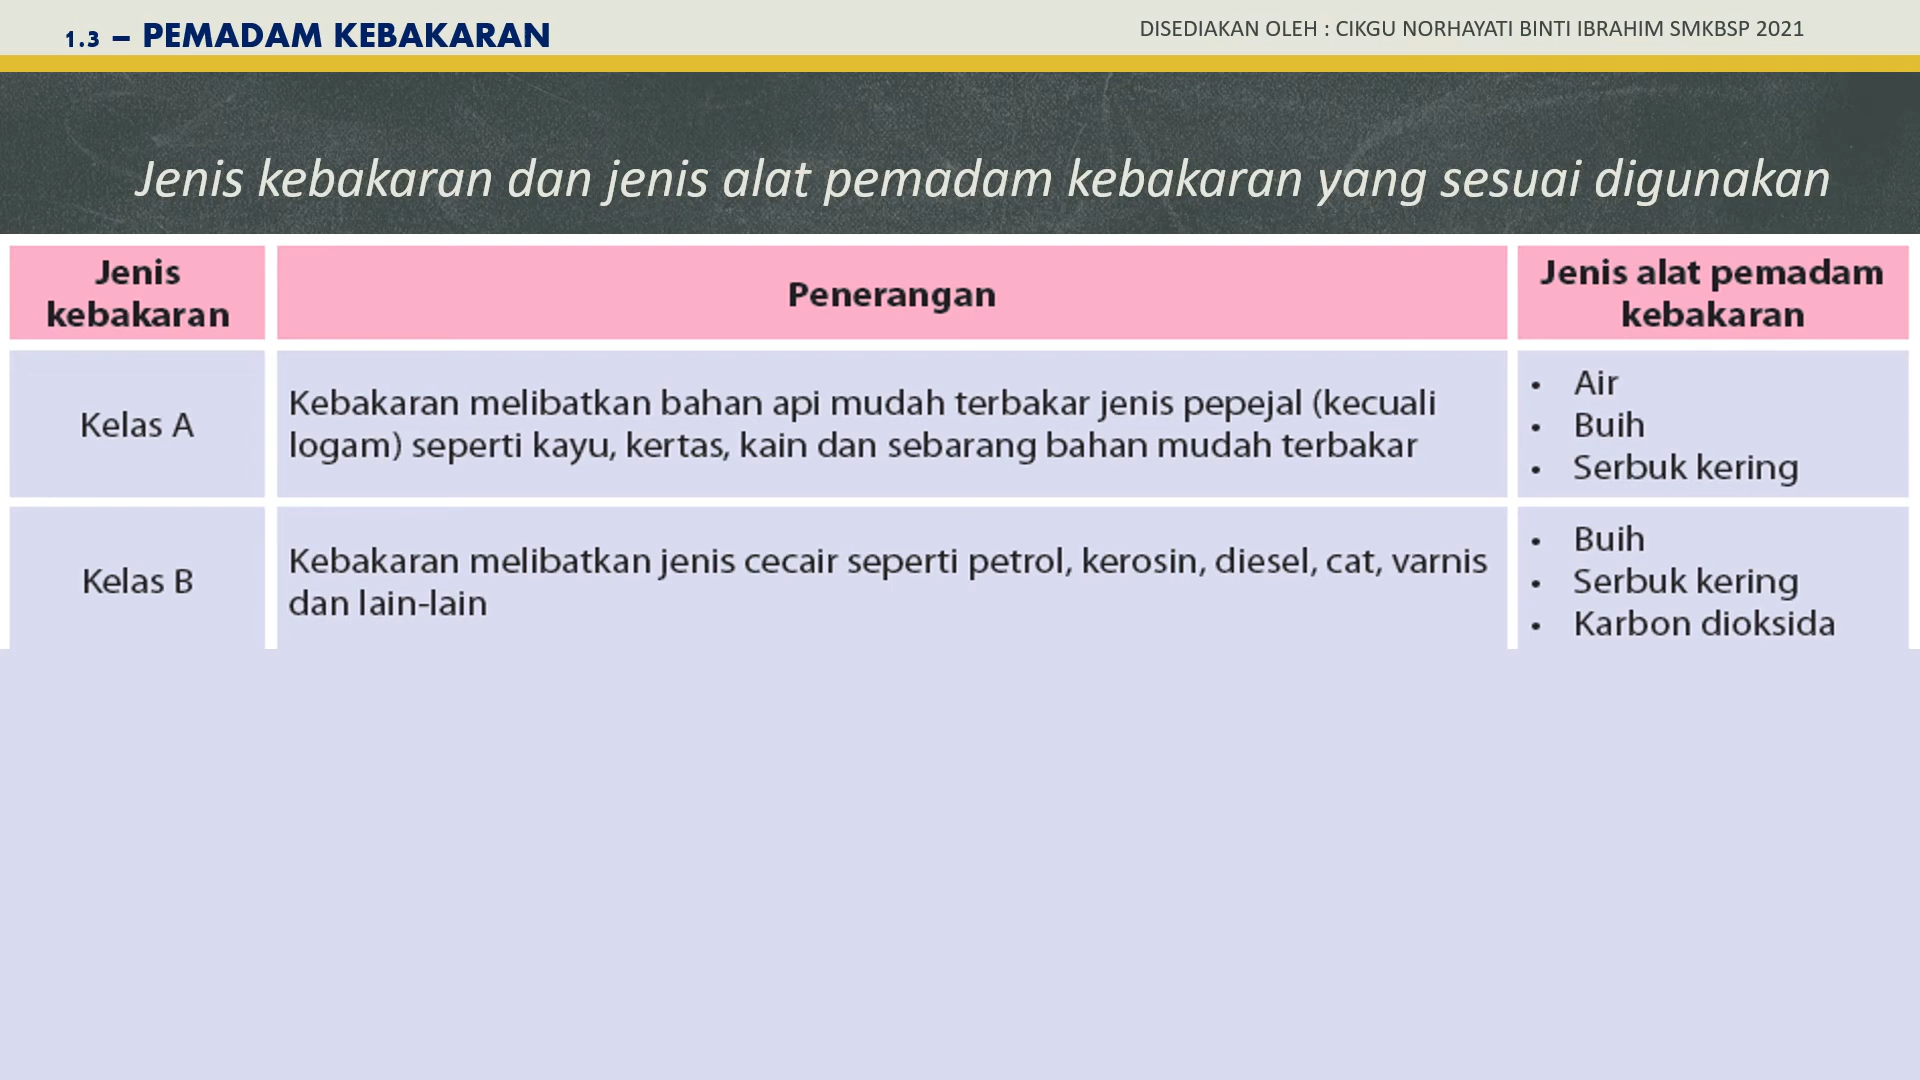 1.3 – PEMADAM KEBAKARAN
DISEDIAKAN OLEH : CIKGU NORHAYATI BINTI IBRAHIM SMKBSP 2021
Jenis kebakaran dan jenis alat pemadam kebakaran yang sesuai digunakan
Jenis
kebakaran
Penerangan
Jenis alat pemadam
kebakaran
Kelas A
Kebakaran melibatkan bahan api mudah terbakar jenis pepejal (kecuali
logam) seperti kayu, kertas, kain dan sebarang bahan mudah terbakar
• Air
• Buih
• Serbuk kering
Kelas B
Kebakaran melibatkan jenis cecair seperti petrol, kerosin, diesel, cat, varnis
dan lain-lain
• Buih
• Serbuk kering
• Karbon dioksida